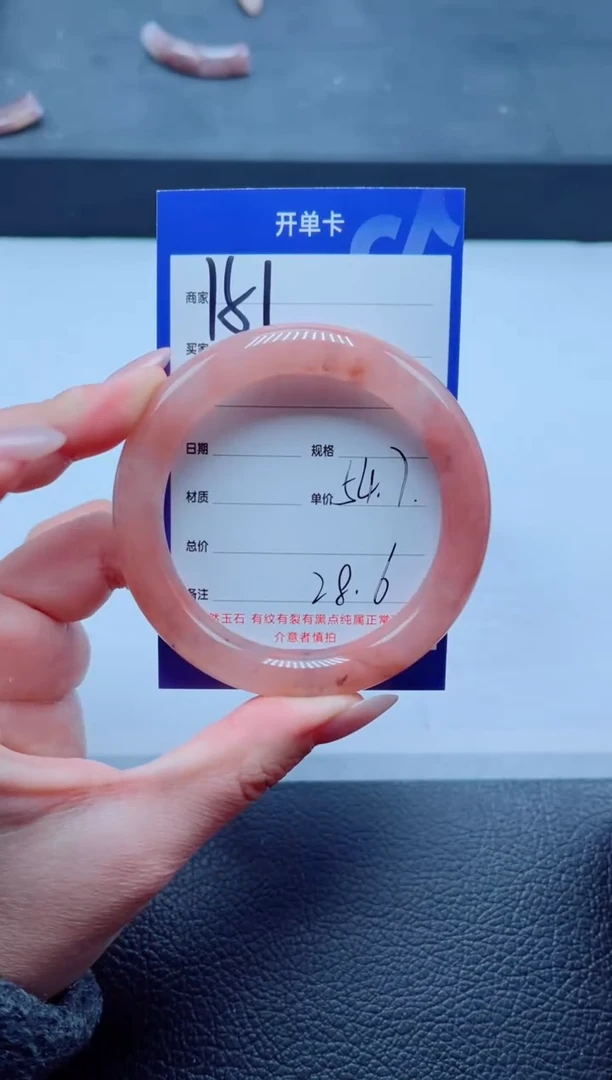 开单卡
商家 181
买家
日期 规格
材质 单价 54.7.
总价
备注 28.6
然玉石 有纹有裂有黑点纯属正常
介意者慎拍